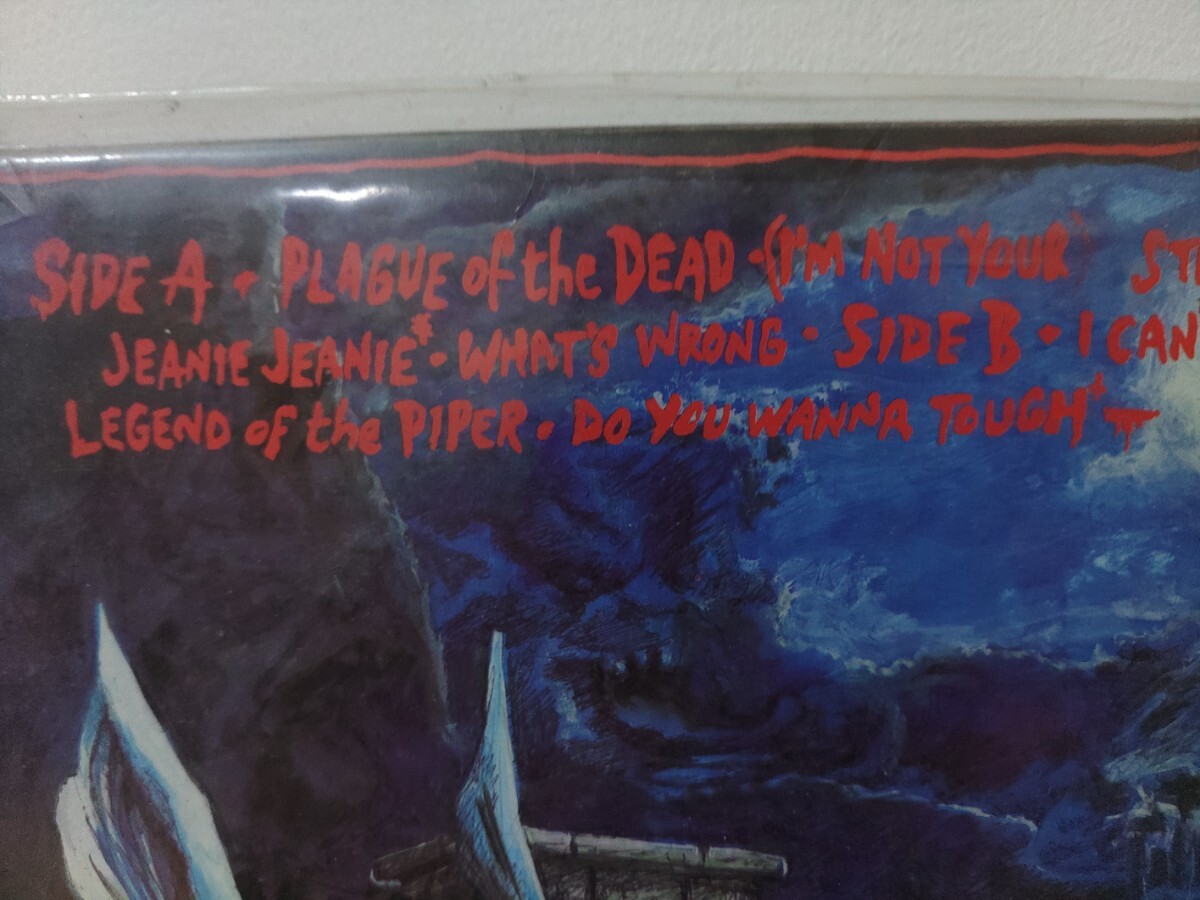 SIDE A - PLAGUE of the DEAD - (I'M NOT YOUR)
JEANIE JEANIE* - WHAT'S WRONG - SIDE B - I CAN
LEGEND of the PIPER - DO YOU WANNA TOUGH+